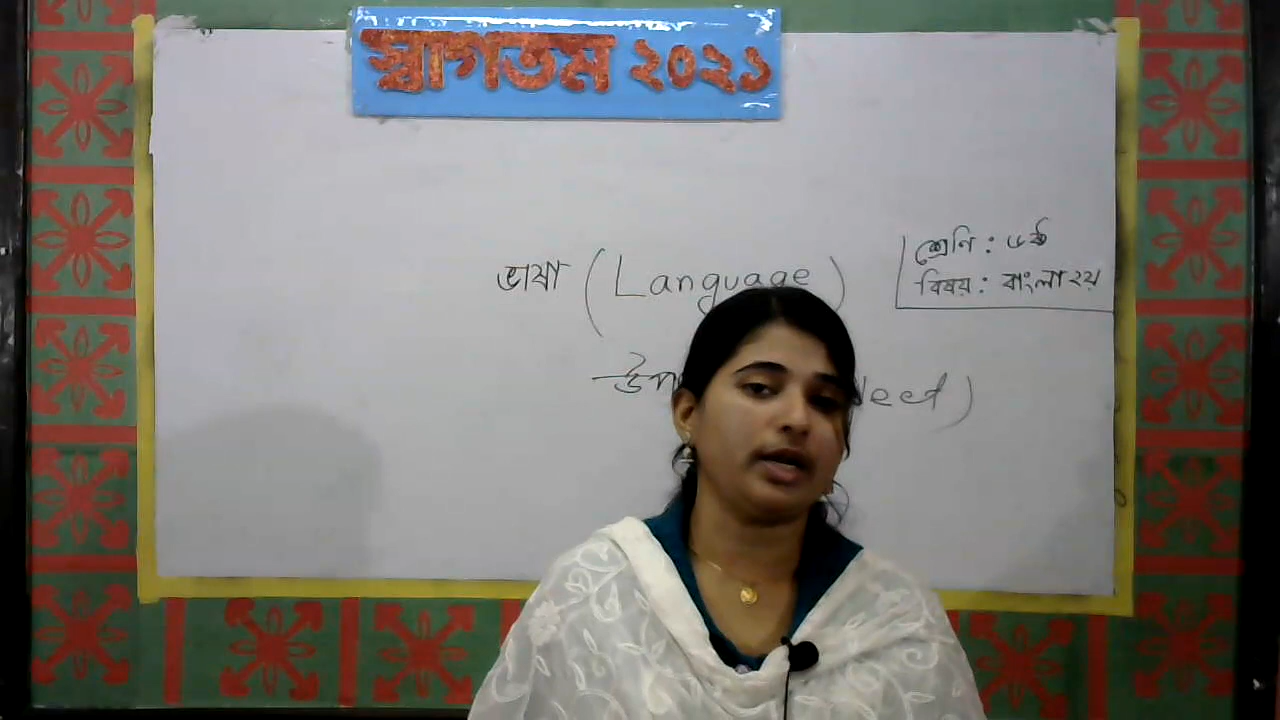 স্বাগতম ২০২১
শ্রেণি : ৬ষ্ঠ
বিষয় : বাংলা ২য়
ভাষা (Language)